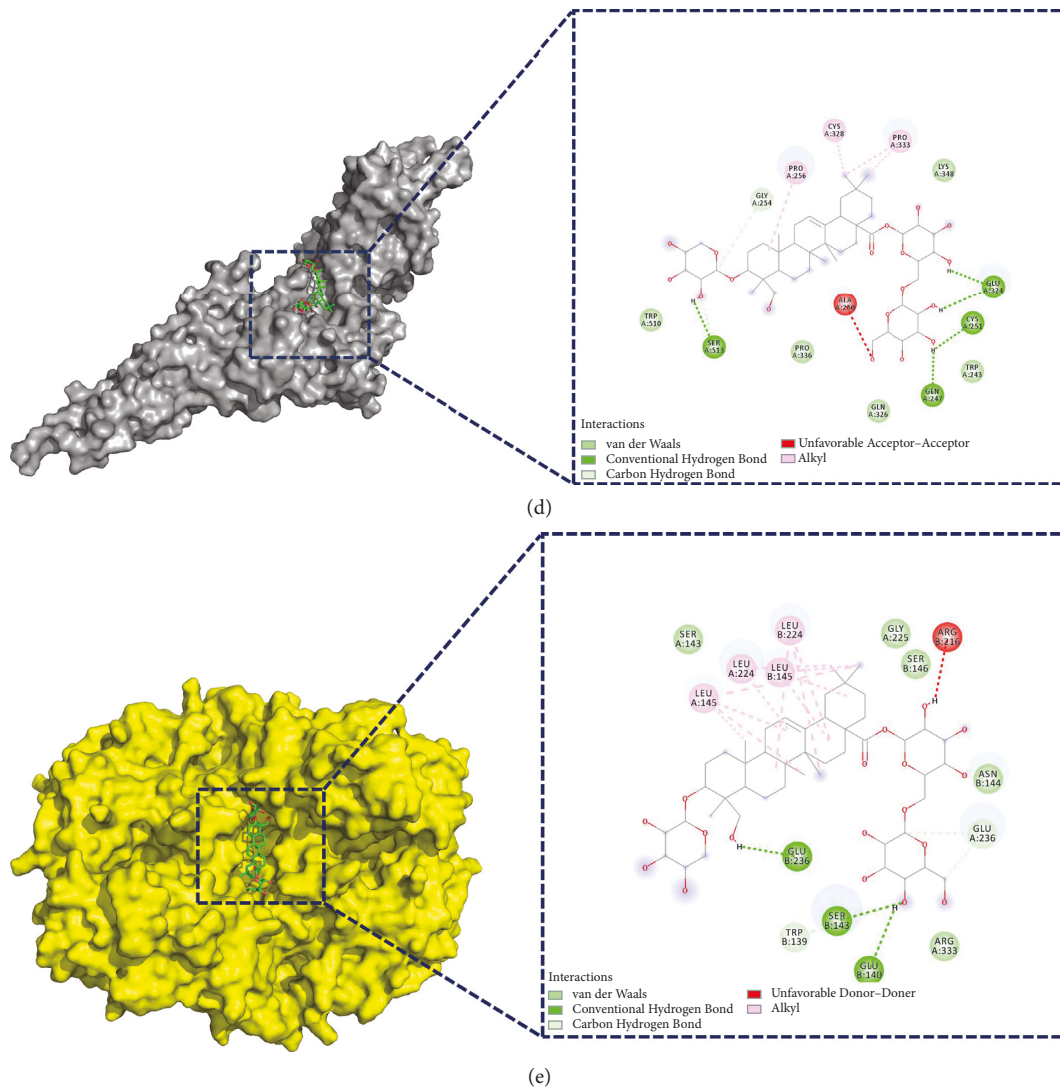 CYS
A:328
PRO
A:333
PRO
A:256
LYS
A:348
GLY
A:254
GLU
A:324
ALA
A:260
CYS
A:251
TRP
A:510
SER
A:513
PRO
A:336
TRP
A:243
GLN
A:247
GLN
A:326
O O O O O O O O O O O O O O O O
H H H H
Interactions
van der Waals
Conventional Hydrogen Bond
Carbon Hydrogen Bond
Unfavorable Acceptor–Acceptor
Alkyl
(d)
LEU
B:224
SER
A:143
GLY
A:225
ARG
B:216
SER
B:146
LEU
A:224
LEU
B:145
LEU
A:145
ASN
B:144
GLU
A:236
GLU
B:236
SER
B:143
TRP
B:139
ARG
A:333
GLU
B:140
O O O O O O O O O O O O O O O O
H H H
Interactions
van der Waals
Conventional Hydrogen Bond
Carbon Hydrogen Bond
Unfavorable Donor–Doner
Alkyl
(e)